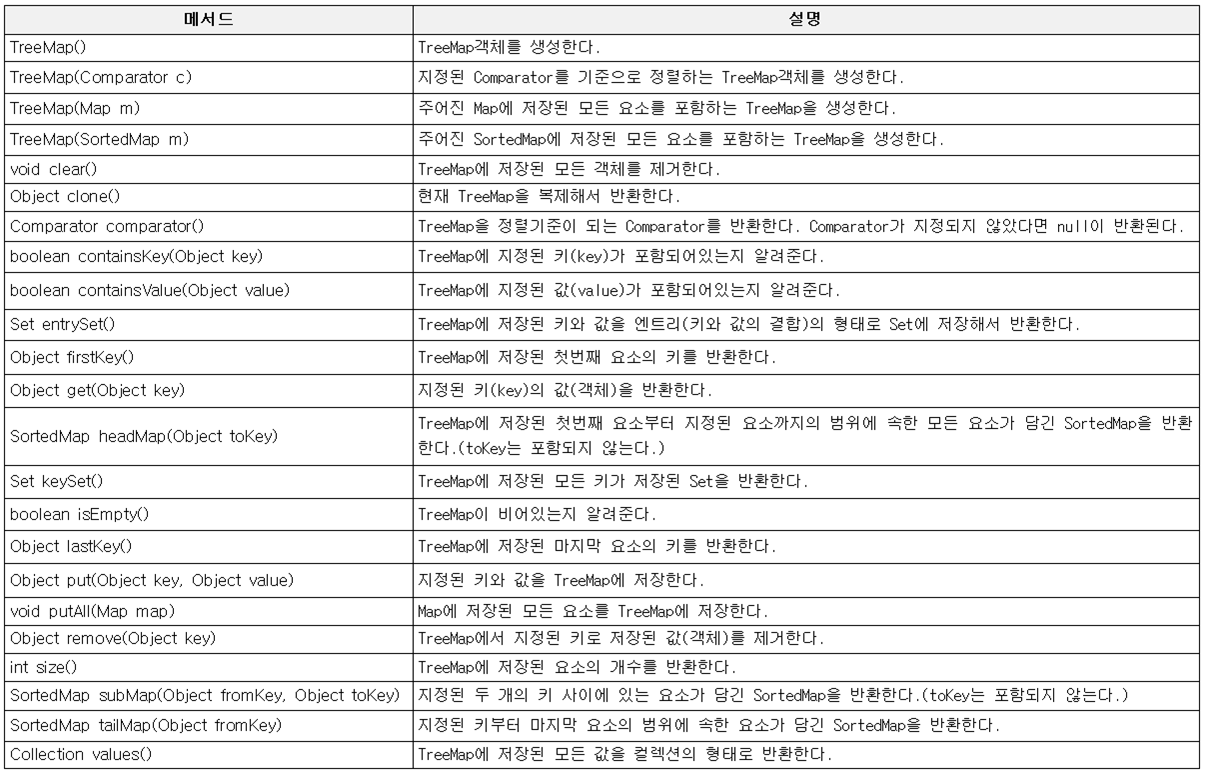 메서드 설명
TreeMap() TreeMap객체를 생성한다.
TreeMap(Comparator c) 지정된 Comparator를 기준으로 정렬하는 TreeMap객체를 생성한다.
TreeMap(Map m) 주어진 Map에 저장된 모든 요소를 포함하는 TreeMap을 생성한다.
TreeMap(SortedMap m) 주어진 SortedMap에 저장된 모든 요소를 포함하는 TreeMap을 생성한다.
void clear() TreeMap에 저장된 모든 객체를 제거한다.
Object clone() 현재 TreeMap을 복제해서 반환한다.
Comparator comparator() TreeMap을 정렬기준이 되는 Comparator를 반환한다. Comparator가 지정되지 않았다면 null이 반환된다.
boolean containsKey(Object key) TreeMap에 지정된 키(key)가 포함되어있는지 알려준다.
boolean containsValue(Object value) TreeMap에 지정된 값(value)가 포함되어있는지 알려준다.
Set entrySet() TreeMap에 저장된 키와 값을 엔트리(키와 값의 결합)의 형태로 Set에 저장해서 반환한다.
Object firstKey() TreeMap에 저장된 첫번째 요소의 키를 반환한다.
Object get(Object key) 지정된 키(key)의 값(객체)을 반환한다.
SortedMap headMap(Object toKey) TreeMap에 저장된 첫번째 요소부터 지정된 요소까지의 범위에 속한 모든 요소가 담긴 SortedMap을 반환
한다.(toKey는 포함되지 않는다.)
Set keySet() TreeMap에 저장된 모든 키가 저장된 Set을 반환한다.
boolean isEmpty() TreeMap이 비어있는지 알려준다.
Object lastKey() TreeMap에 저장된 마지막 요소의 키를 반환한다.
Object put(Object key, Object value) 지정된 키와 값을 TreeMap에 저장한다.
void putAll(Map map) Map에 저장된 모든 요소를 TreeMap에 저장한다.
Object remove(Object key) TreeMap에서 지정된 키로 저장된 값(객체)를 제거한다.
int size() TreeMap에 저장된 요소의 개수를 반환한다.
SortedMap subMap(Object fromKey, Object toKey) 지정된 두 개의 키 사이에 있는 요소가 담긴 SortedMap을 반환한다.(toKey는 포함되지 않는다.)
SortedMap tailMap(Object fromKey) 지정된 키부터 마지막 요소의 범위에 속한 요소가 담긴 SortedMap을 반환한다.
Collection values() TreeMap에 저장된 모든 값을 컬렉션의 형태로 반환한다.